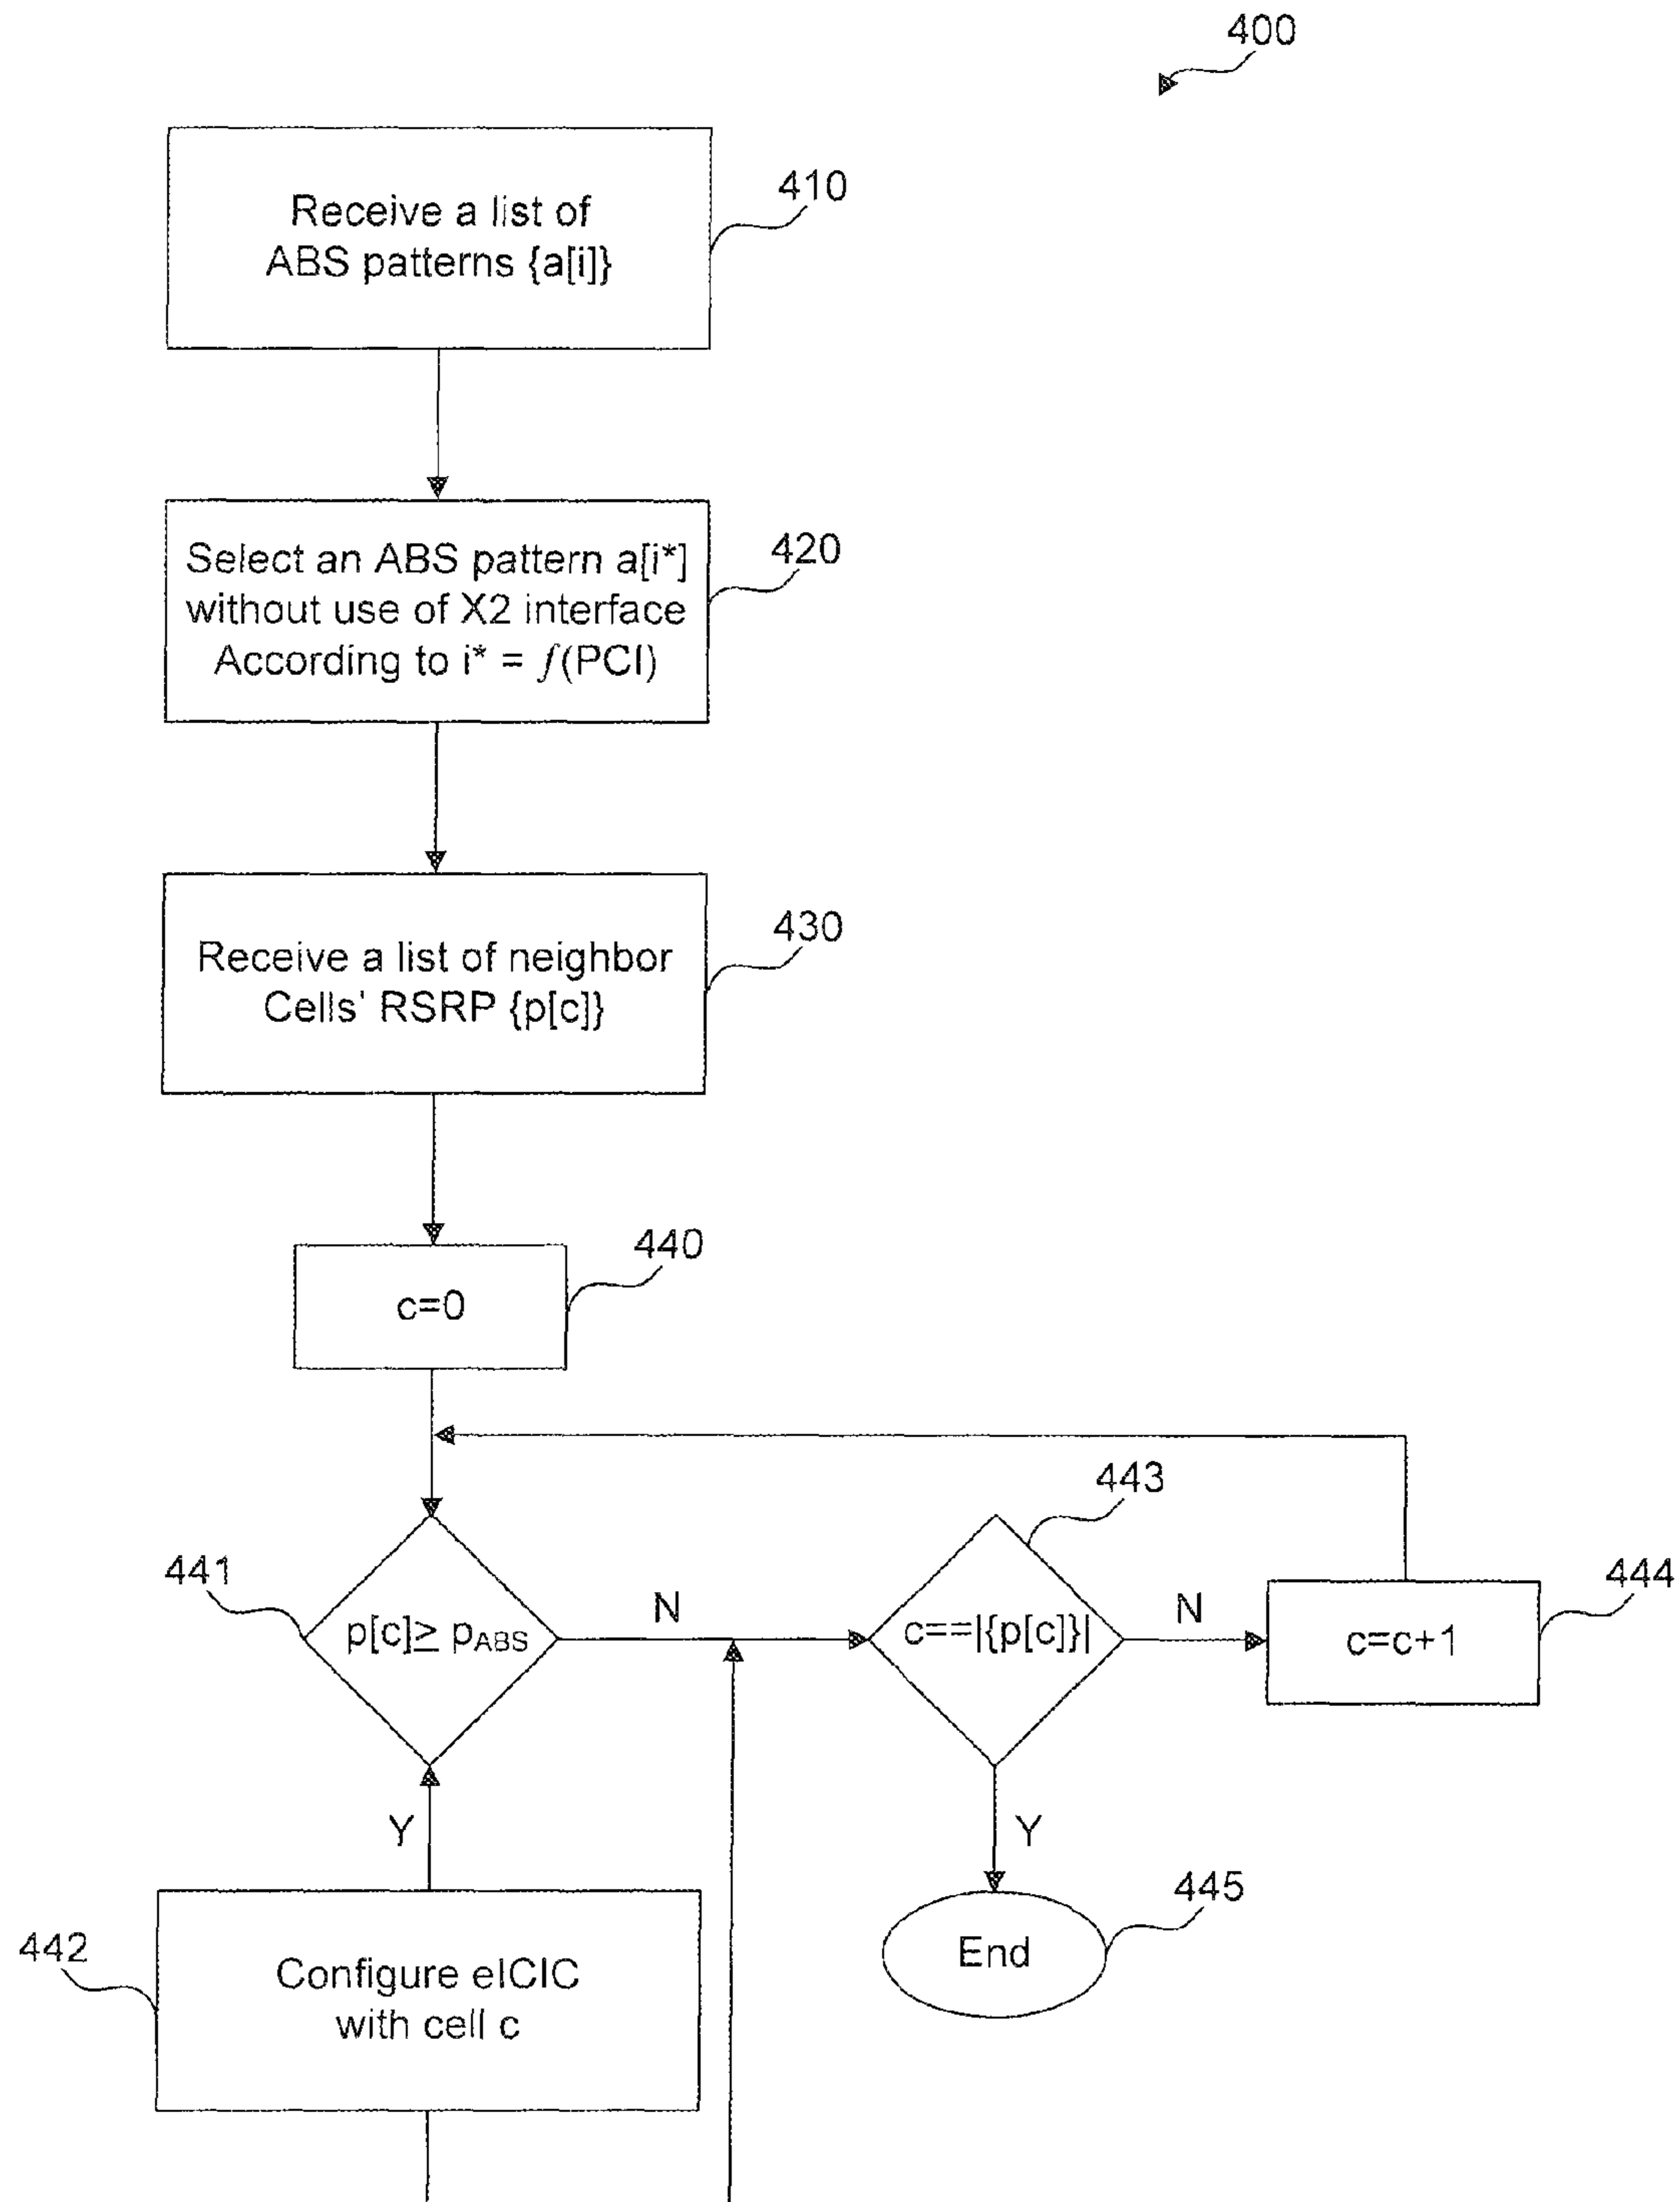 400
Receive a list of
ABS patterns {a[i]}
410
Select an ABS pattern a[i*]
without use of X2 interface
According to i* = f(PCI)
420
Receive a list of neighbor
Cells' RSRP {p[c]}
430
c=0
440
441
p[c]≥ pABS
N
443
c==|{p[c]}|
N
444
c=c+1
Y
Y
445
End
442
Configure eICIC
with cell c